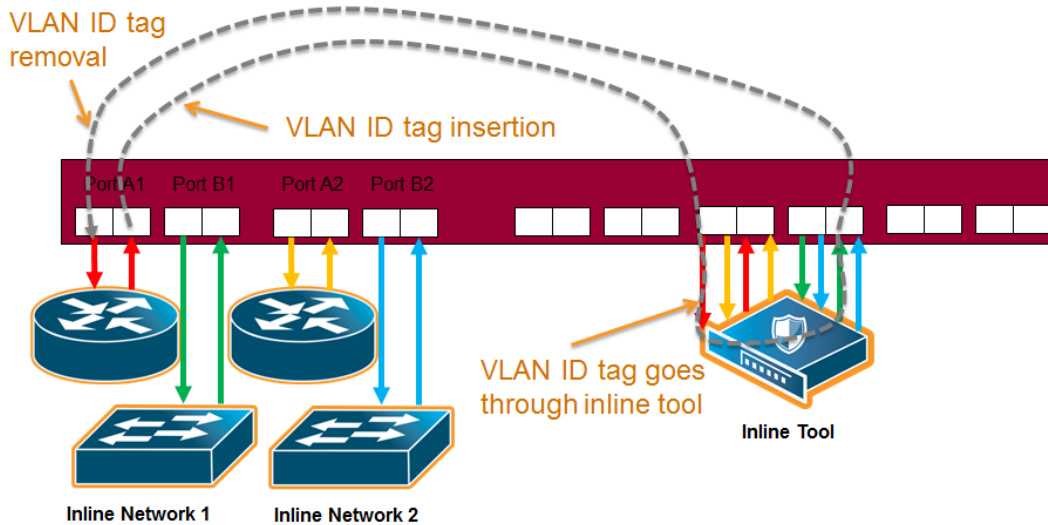 VLAN ID tag
removal
VLAN ID tag insertion
Port A1
Port B1
Port A2
Port B2
VLAN ID tag goes
through inline tool
Inline Tool
Inline Network 1
Inline Network 2